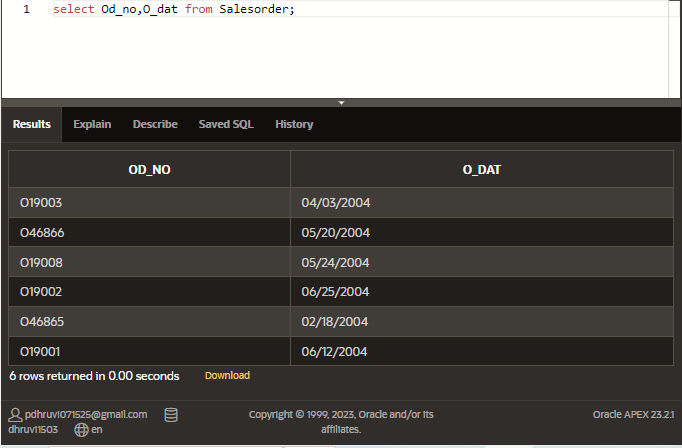 1 select Od_no,O_dat from Salesorder;
Results Explain Describe Saved SQL History
OD_NO O_DAT
O19003 04/03/2004
O46866 05/20/2004
O19008 05/24/2004
O19002 06/25/2004
O46865 02/18/2004
O19001 06/12/2004
6 rows returned in 0.00 seconds Download
pdhruvi071525@gmail.com Copyright © 1999, 2023, Oracle and/or its Oracle APEX 23.2.1
dhruvi1503 en affiliates.